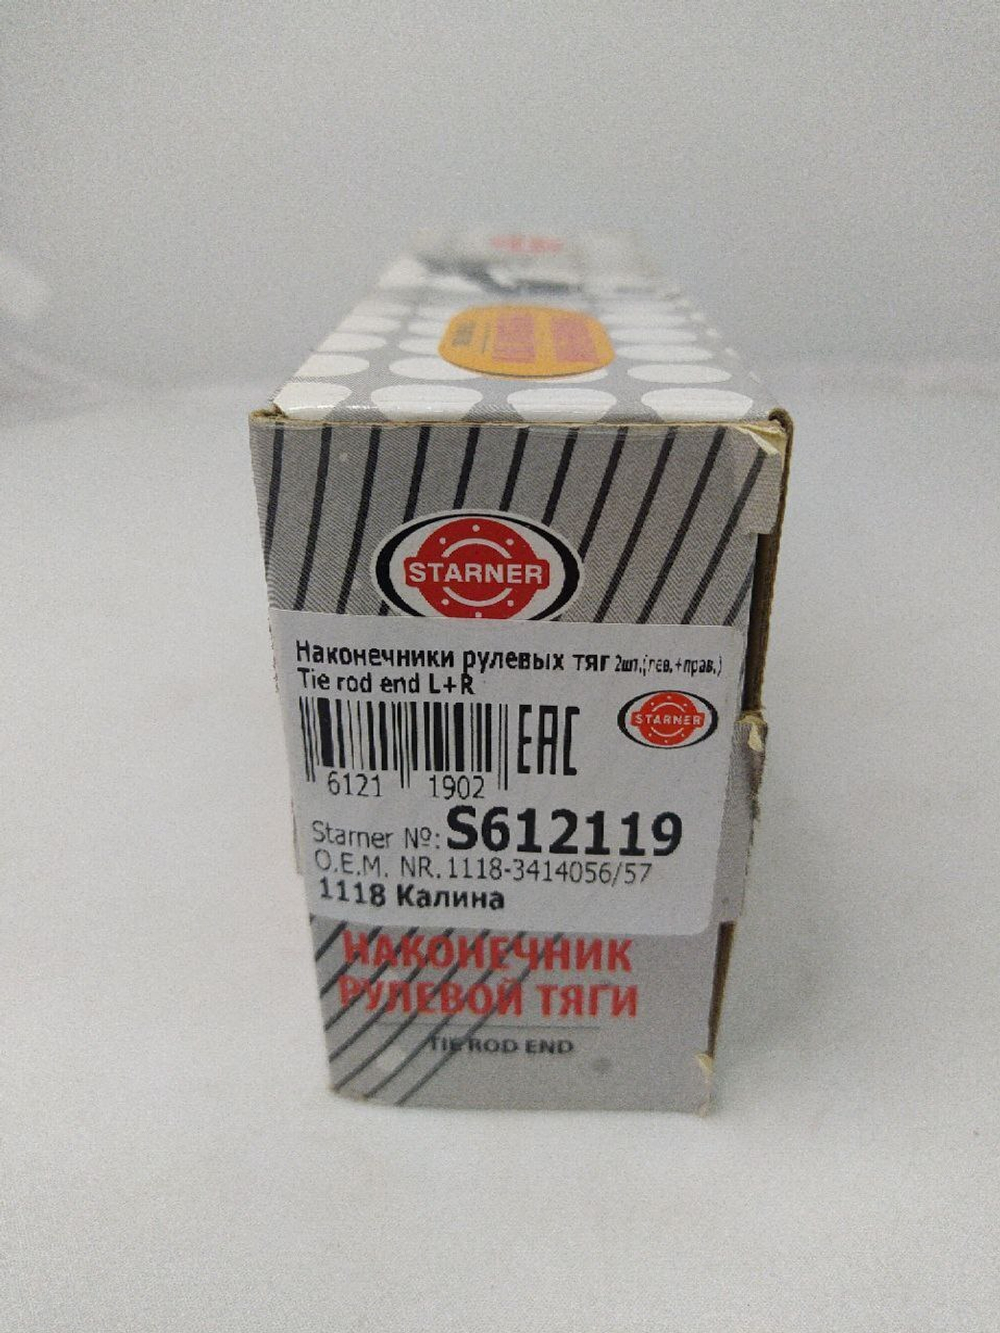 STARNER
Наконечники рулевых тяг 2шт.(лев.+прав.)
Tie rod end L+R
EAC
STARNER
6121 1902
Starner №: S612119
O.E.M. NR. 1118-3414056/57
1118 Калина
НАКОНЕЧНИК
РУЛЕВОЙ ТЯГИ
TIE ROD END